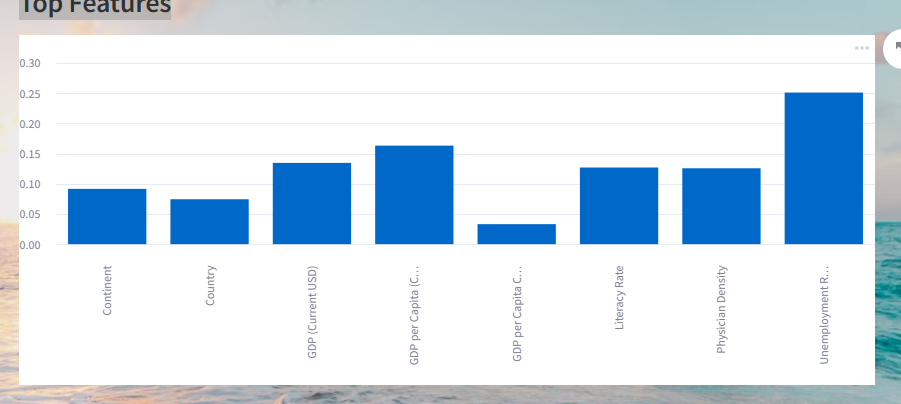 Top Features
0.30
0.25
0.20
0.15
0.10
0.05
0.00
Continent
Country
GDP (Current USD)
GDP per Capita (C...
GDP per Capita C...
Literacy Rate
Physician Density
Unemployment R...